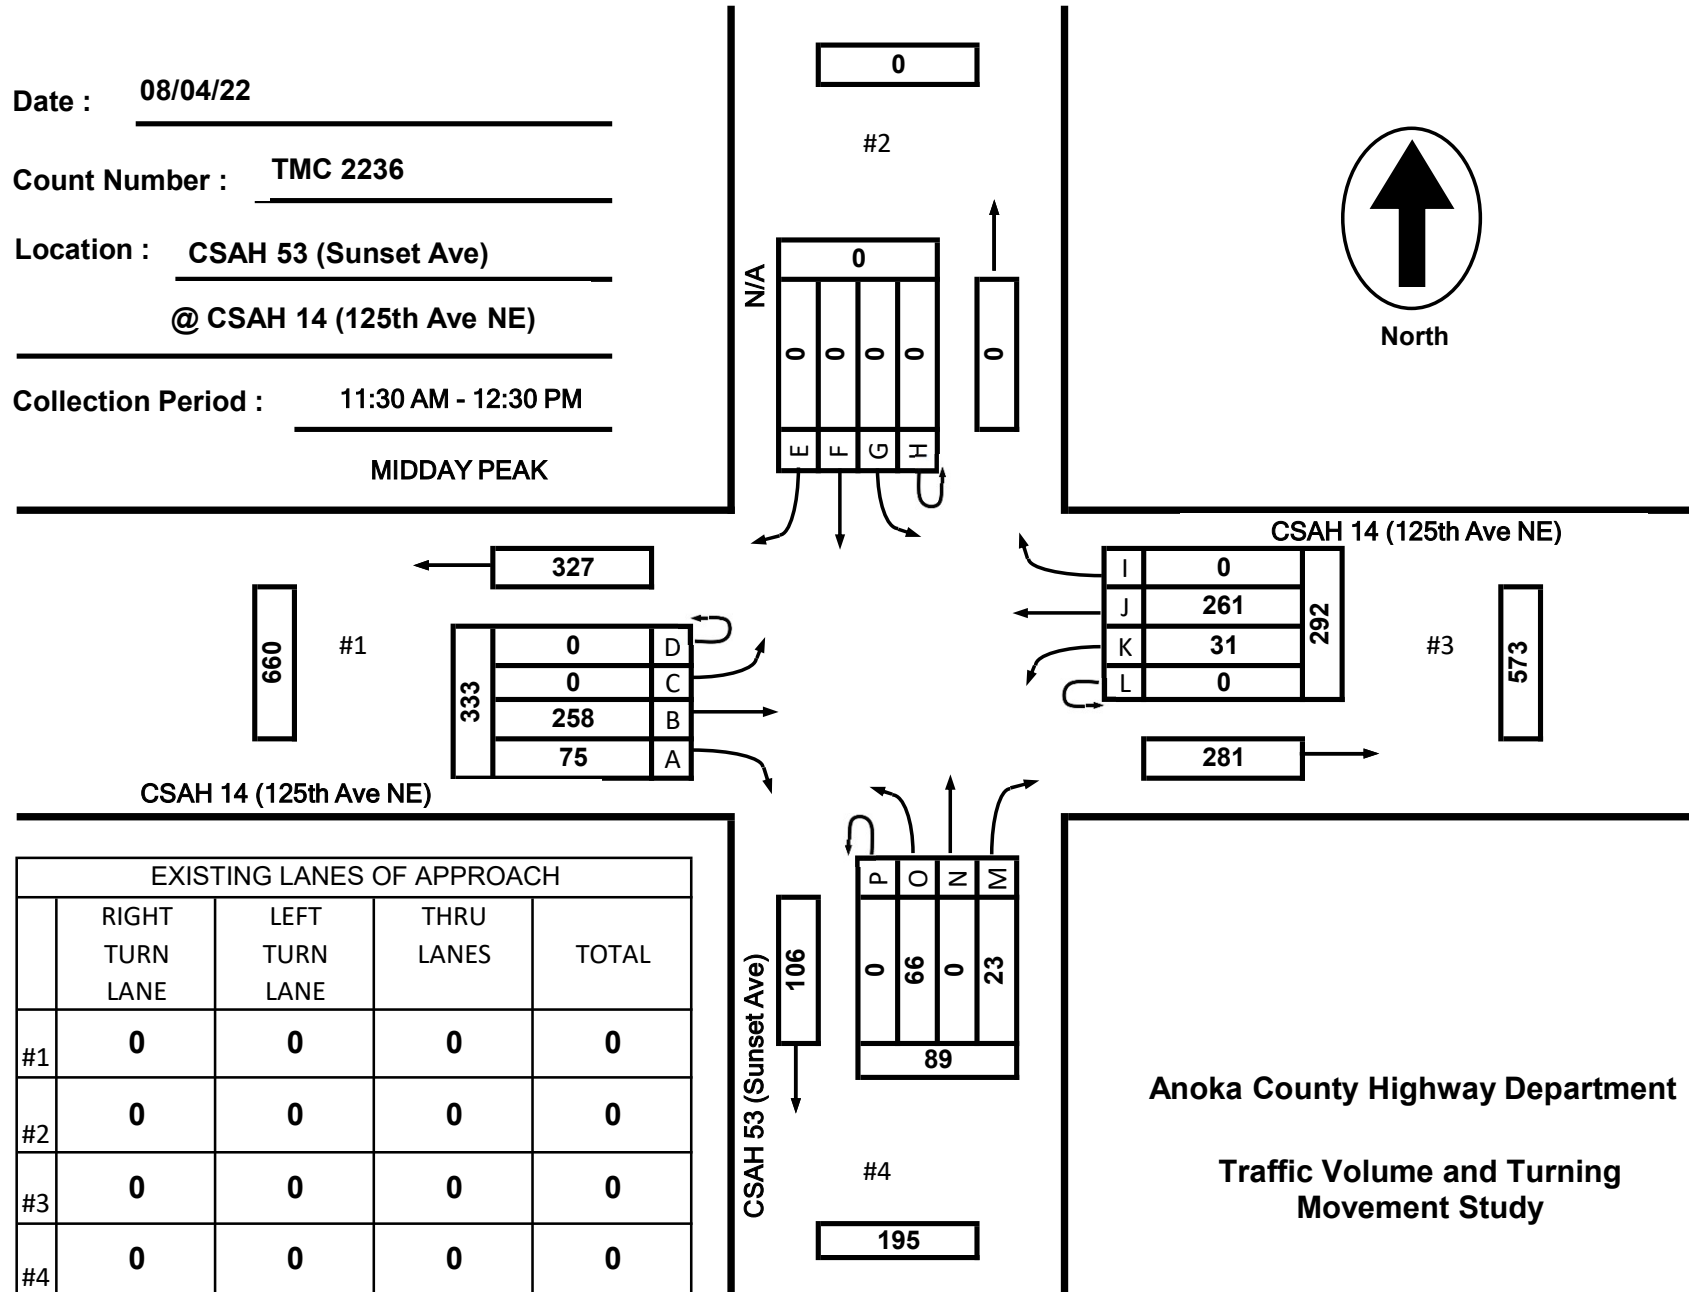 Date : 08/04/22
Count Number : TMC 2236
Location : CSAH 53 (Sunset Ave)
@ CSAH 14 (125th Ave NE)
Collection Period : 11:30 AM - 12:30 PM
MIDDAY PEAK
0
#2
N/A
0
0 0 0 0
E F G H
0
North
CSAH 14 (125th Ave NE)
327
660
#1
333
0 D
0 C
258 B
75 A
CSAH 14 (125th Ave NE)
I 0
J 261
K 31
L 0
292
#3
573
281
P O N M
0 66 0 23
89
106
CSAH 53 (Sunset Ave)
#4
195
EXISTING LANES OF APPROACH
RIGHT TURN LANE
LEFT TURN LANE
THRU LANES
TOTAL
#1 0 0 0 0
#2 0 0 0 0
#3 0 0 0 0
#4 0 0 0 0
Anoka County Highway Department
Traffic Volume and Turning
Movement Study